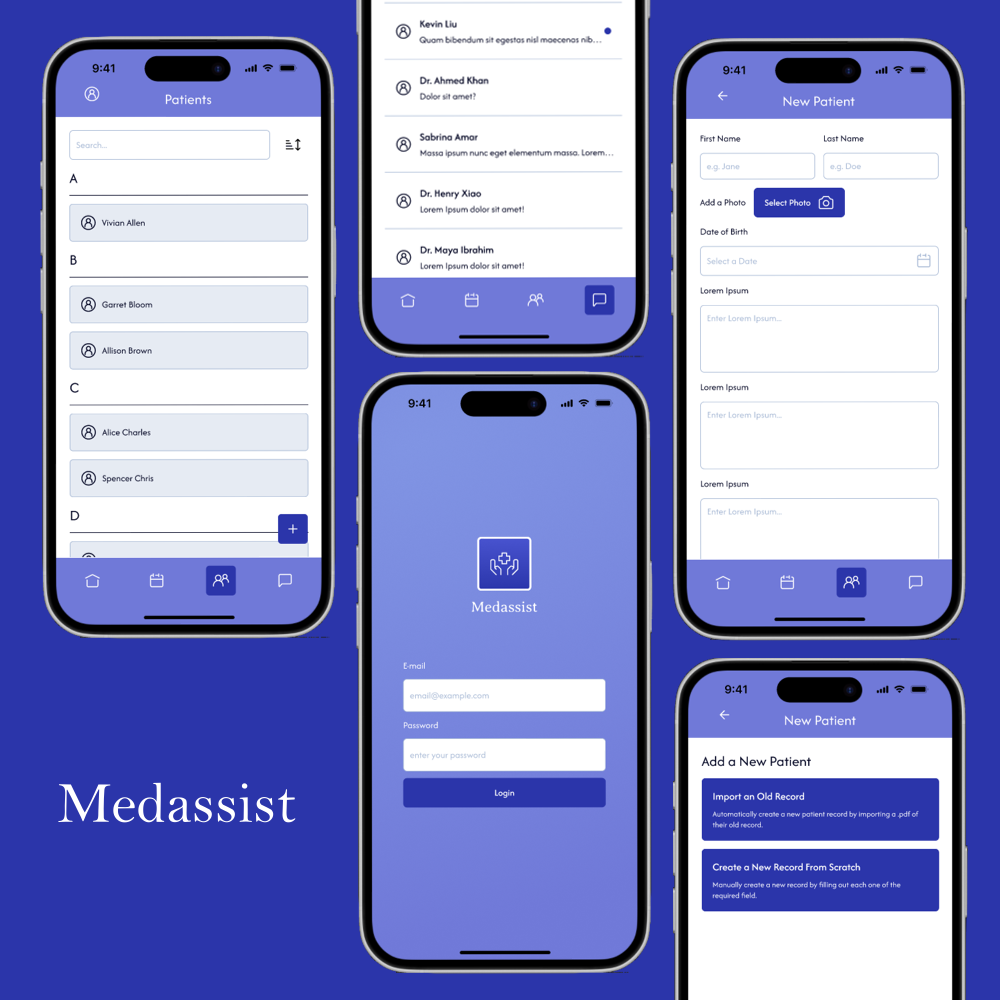 9:41
Patients
Search...
A
Vivian Allen
B
Garret Bloom
Allison Brown
C
Alice Charles
Spencer Chris
D
+
Medassist
Kevin Liu
Quam bibendum sit egestas nisl maecenas nib...
Dr. Ahmed Khan
Dolor sit amet?
Sabrina Amar
Massa ipsum nunc eget elementum massa. Lorem...
Dr. Henry Xiao
Lorem Ipsum dolor sit amet!
Dr. Maya Ibrahim
Lorem Ipsum dolor sit amet!
9:41
Medassist
E-mail
email@example.com
Password
enter your password
Login
9:41
New Patient
First Name Last Name
e.g. Jane e.g. Doe
Add a Photo Select Photo
Date of Birth
Select a Date
Lorem Ipsum
Enter Lorem Ipsum...
Lorem Ipsum
Enter Lorem Ipsum...
Lorem Ipsum
Enter Lorem Ipsum...
9:41
New Patient
Add a New Patient
Import an Old Record
Automatically create a new patient record by importing a .pdf of
their old record.
Create a New Record From Scratch
Manually create a new record by filling out each one of the
required field.